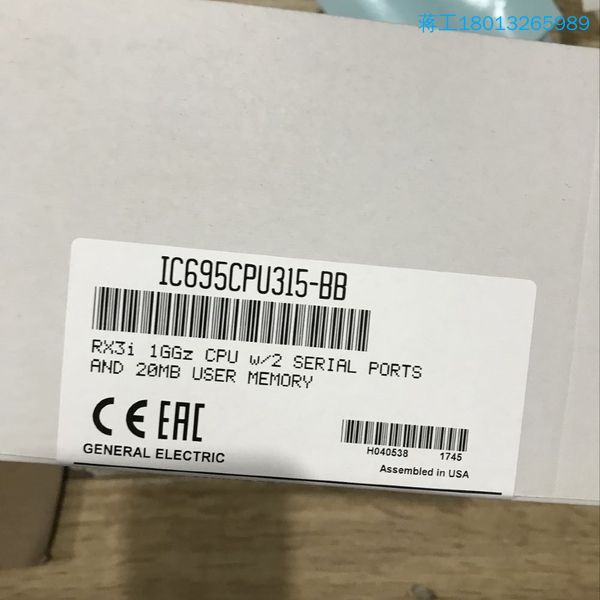 蒋工18013265989
IC695CPU315-BB
RX3i 1GGz CPU w/2 SERIAL PORTS
AND 20MB USER MEMORY
CE EAC
GENERAL ELECTRIC
H040538 1745
Assembled in USA